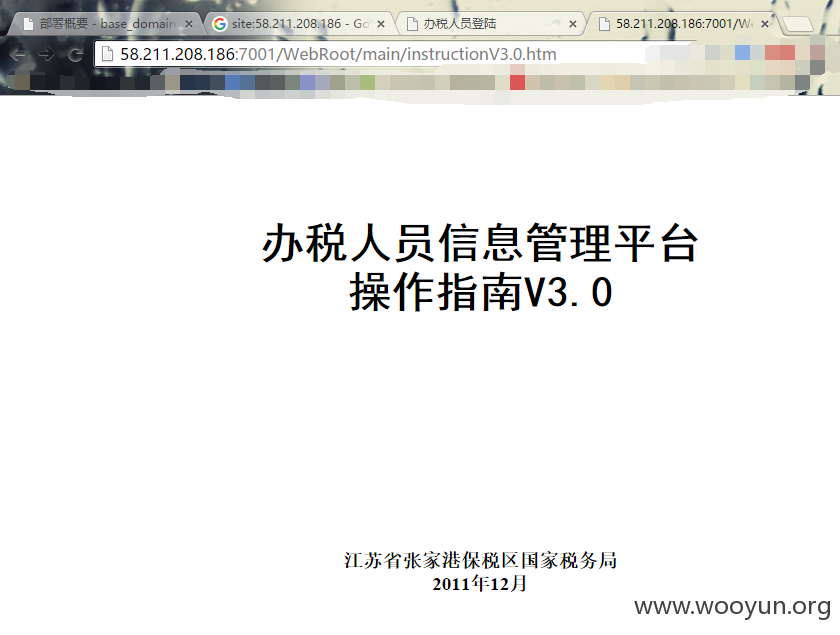 部署概要 - base_domain
site:58.211.208.186 - Go
办税人员登陆
58.211.208.186:7001/W
58.211.208.186:7001/WebRoot/main/instructionV3.0.htm
办税人员信息管理平台
操作指南V3.0
江苏省张家港保税区国家税务局
2011年12月
www.wooyun.org